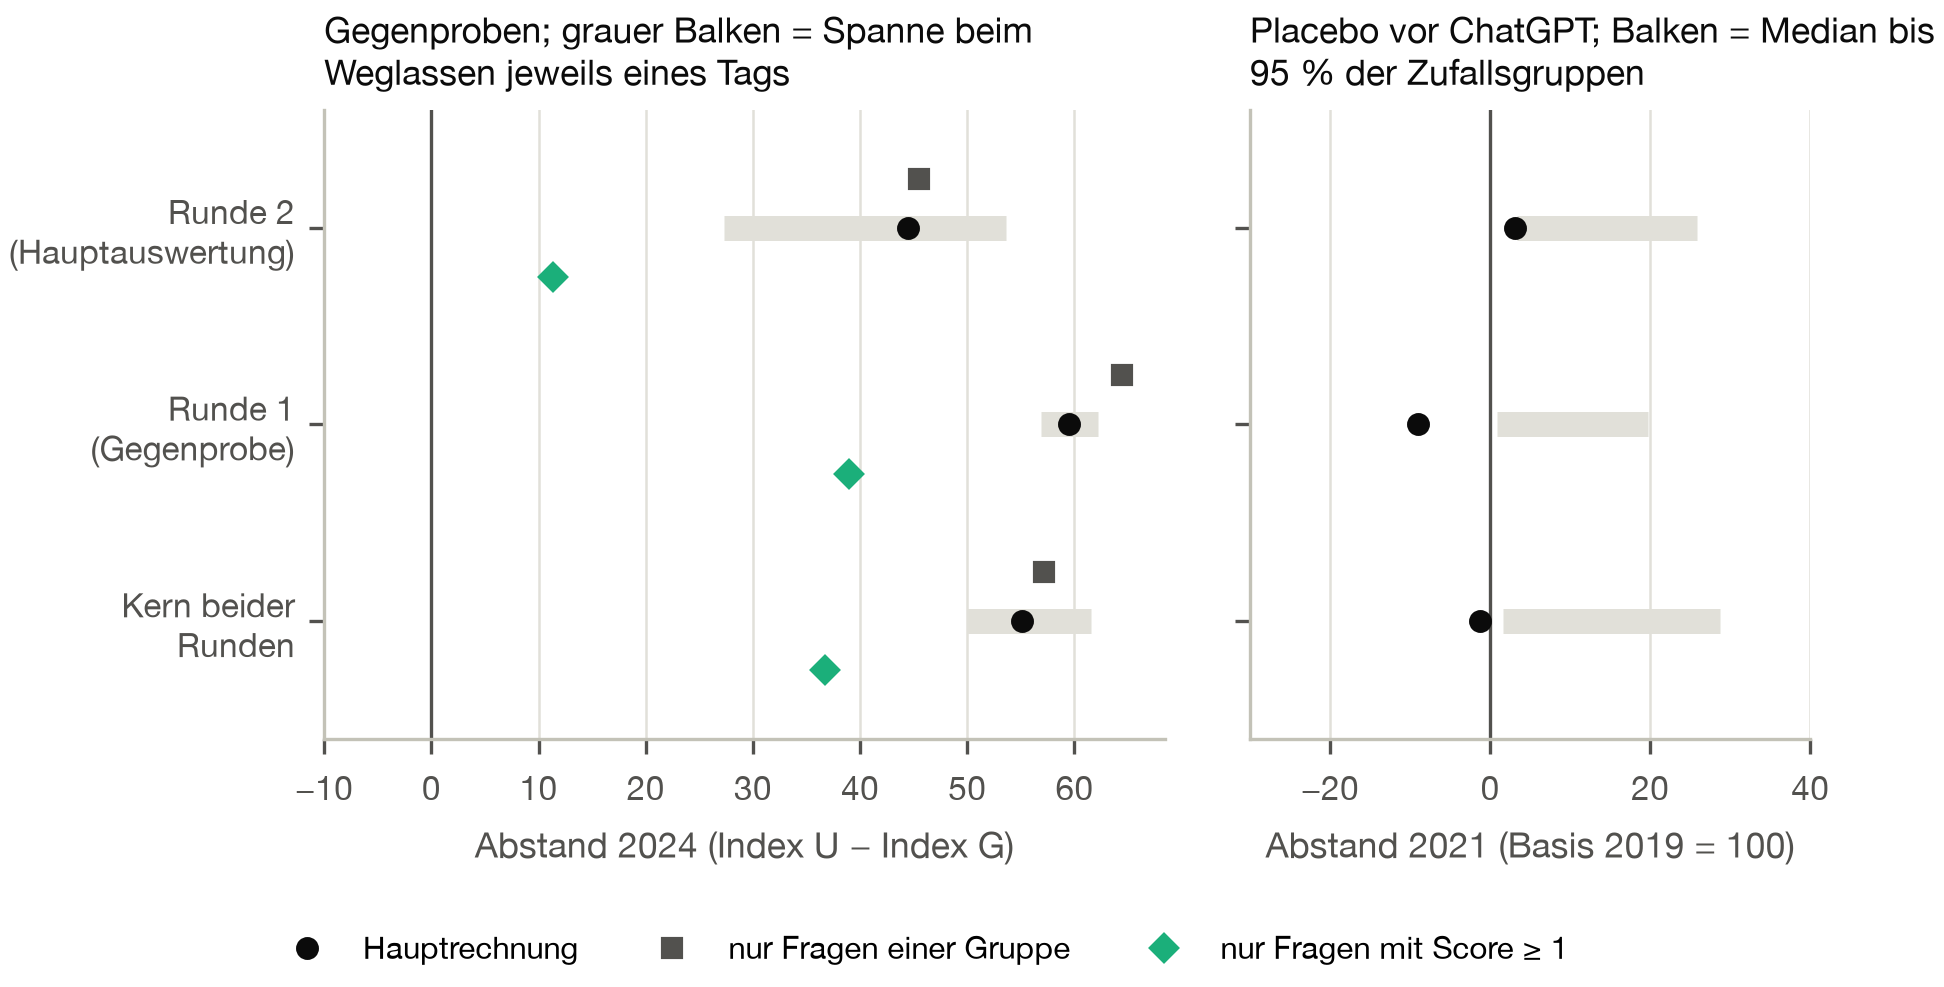 Gegenproben; grauer Balken = Spanne beim
Weglassen jeweils eines Tags
Placebo vor ChatGPT; Balken = Median bis
95 % der Zufallsgruppen
Runde 2
(Hauptauswertung)
Runde 1
(Gegenprobe)
Kern beider
Runden
−10 0 10 20 30 40 50 60
−20 0 20 40
Abstand 2024 (Index U − Index G)
Abstand 2021 (Basis 2019 = 100)
Hauptrechnung
nur Fragen einer Gruppe
nur Fragen mit Score ≥ 1